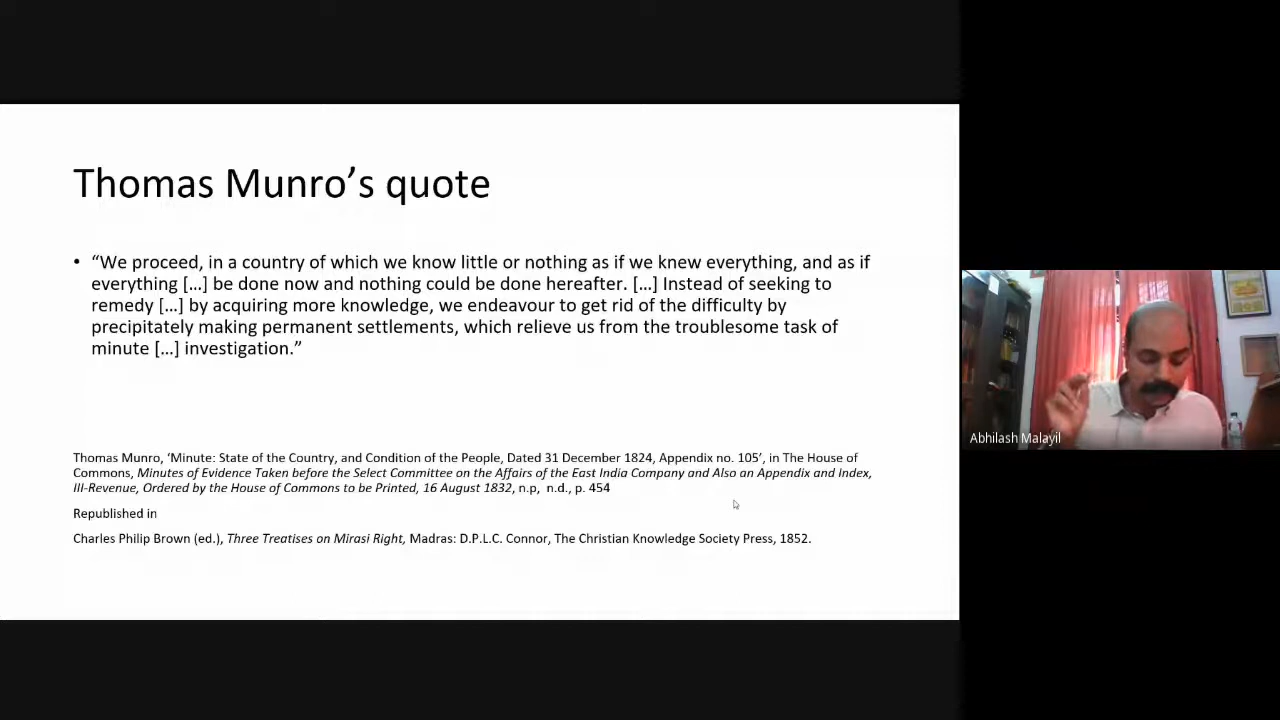 Thomas Munro’s quote
• “We proceed, in a country of which we know little or nothing as if we knew everything, and as if
everything […] be done now and nothing could be done hereafter. […] Instead of seeking to
remedy […] by acquiring more knowledge, we endeavour to get rid of the difficulty by
precipitately making permanent settlements, which relieve us from the troublesome task of
minute […] investigation.”
Thomas Munro, ‘Minute: State of the Country, and Condition of the People, Dated 31 December 1824, Appendix no. 105’, in The House of
Commons, Minutes of Evidence Taken before the Select Committee on the Affairs of the East India Company and Also an Appendix and Index,
III-Revenue, Ordered by the House of Commons to be Printed, 16 August 1832, n.p, n.d., p. 454
Republished in
Charles Philip Brown (ed.), Three Treatises on Mirasi Right, Madras: D.P.L.C. Connor, The Christian Knowledge Society Press, 1852.
Abhilash Malayil